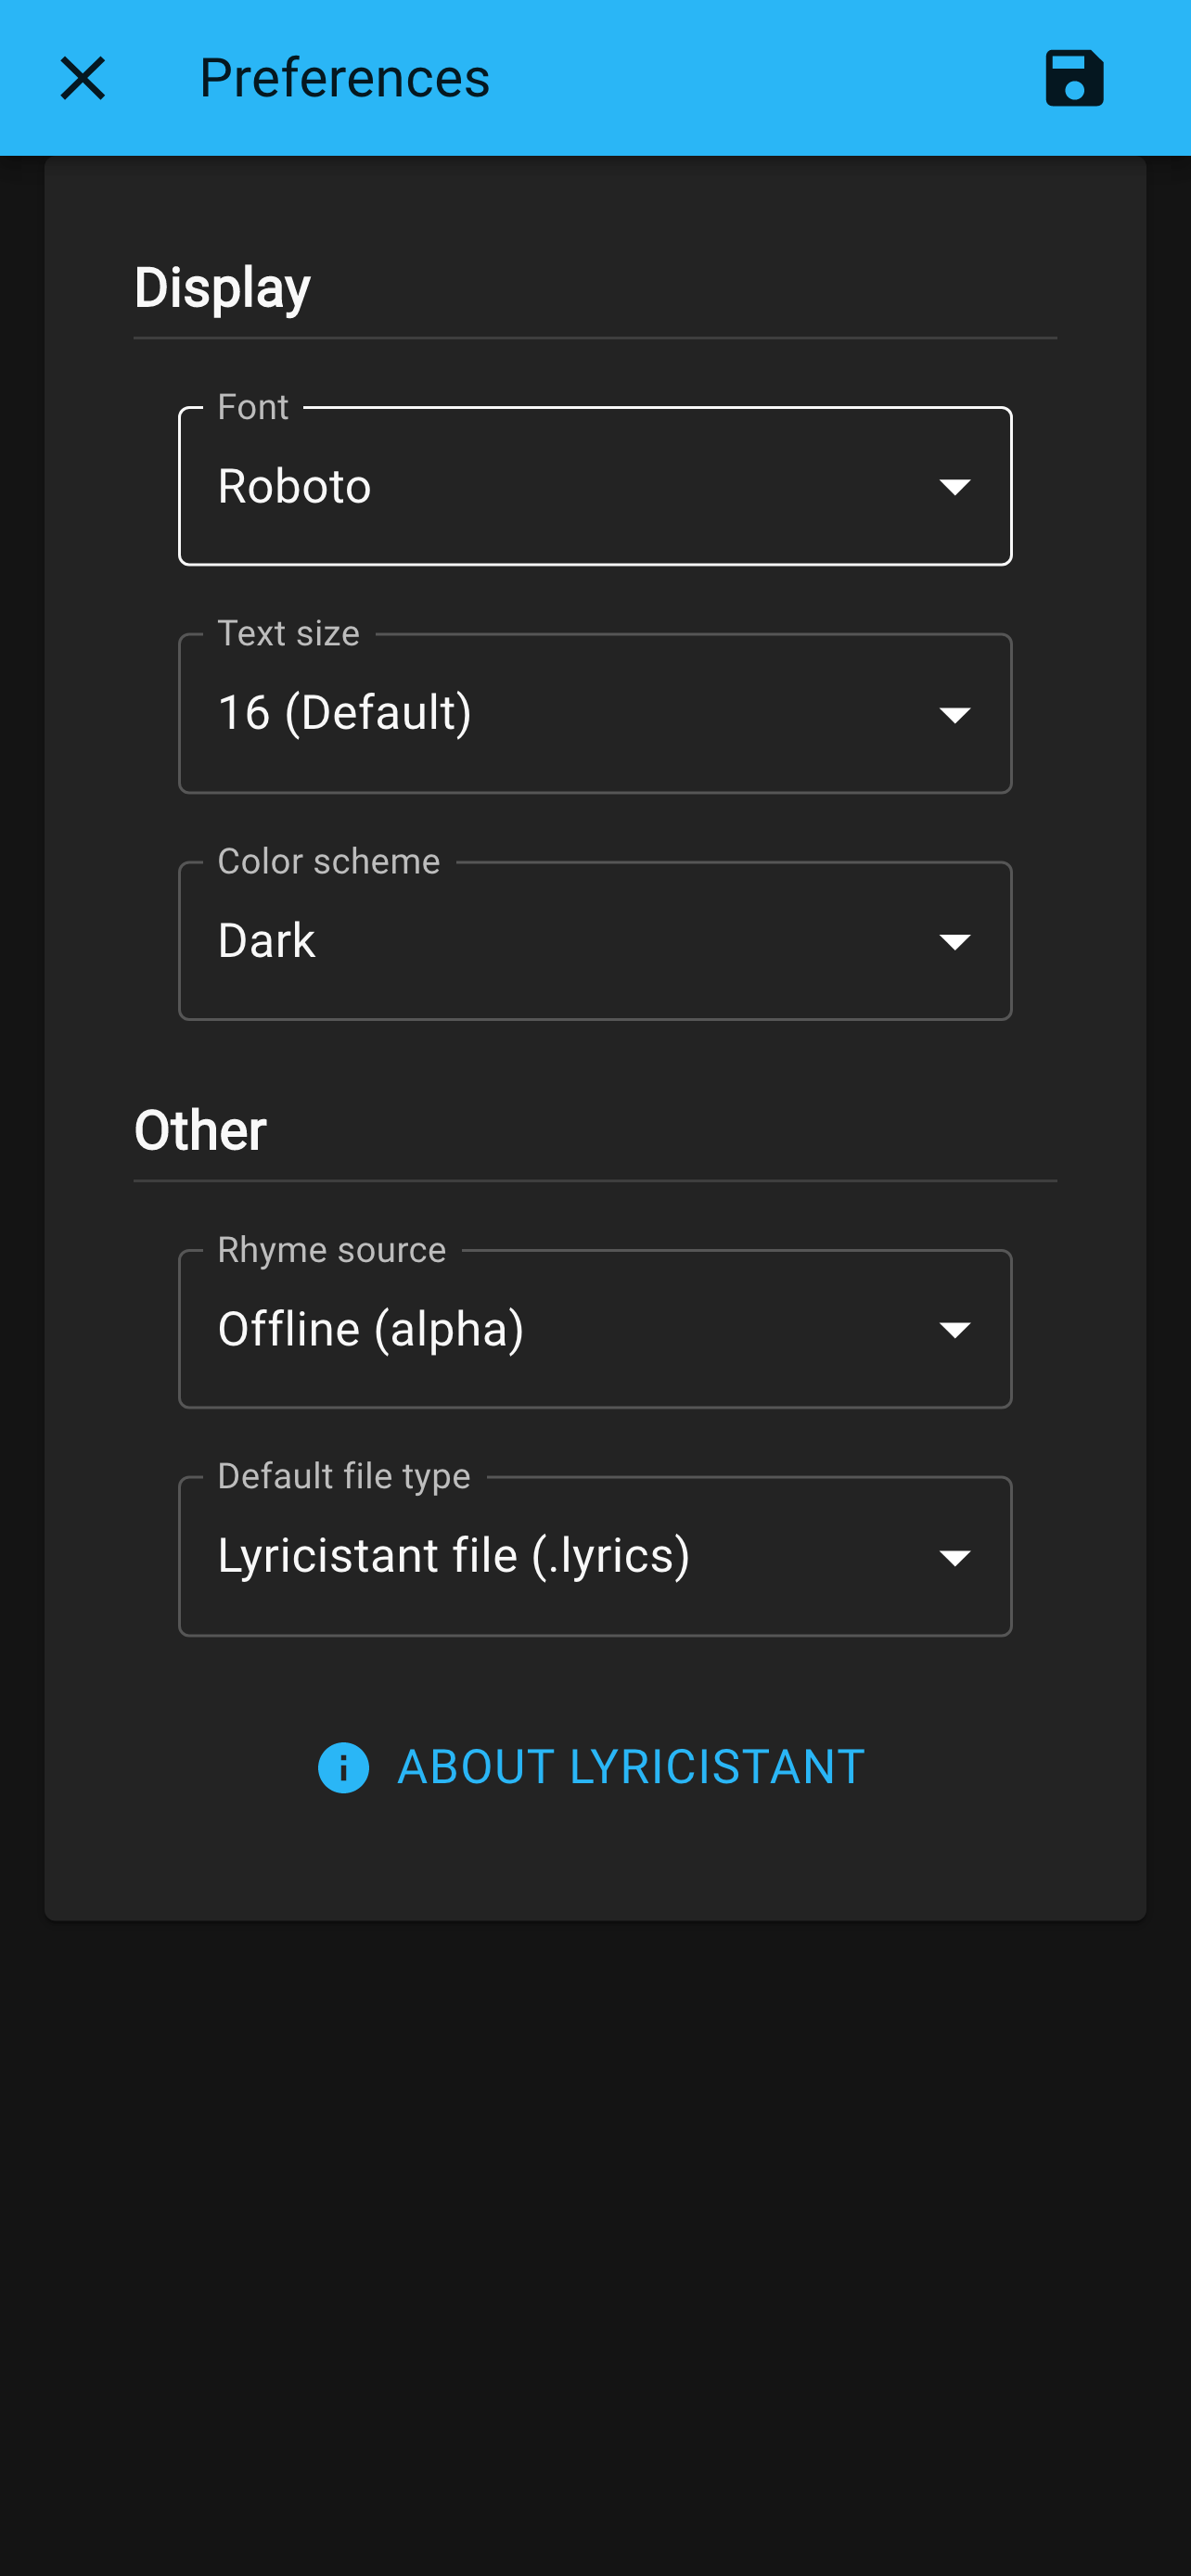 Preferences
Display
Font
Roboto
Text size
16 (Default)
Color scheme
Dark
Other
Rhyme source
Offline (alpha)
Default file type
Lyricistant file (.lyrics)
ABOUT LYRICISTANT